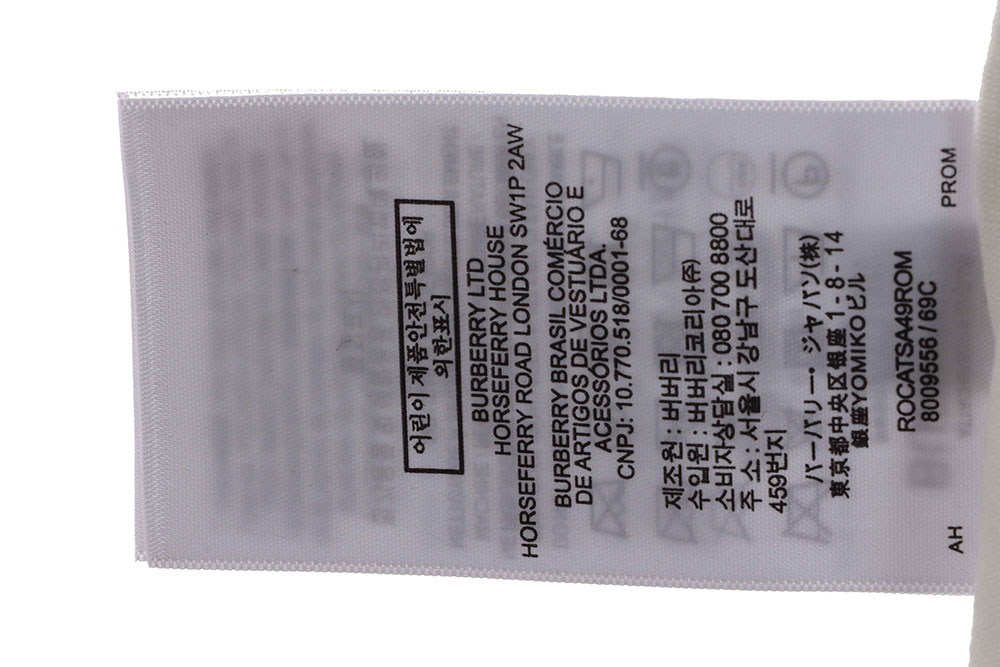 어린이 제품안전특별법에
의한표시
BURBERRY LTD
HORSEFERRY HOUSE
HORSEFERRY ROAD LONDON SW1P 2AW
BURBERRY BRASIL COMÉRCIO
DE ARTIGOS DE VESTUÁRIO E
ACESSÓRIOS LTDA.
CNPJ: 10.770.518/0001-68
제조원 : 버버리
수입원 : 버버리코리아(주)
소비자상담실 : 080 700 8800
주 소 : 서울시 강남구 도산대로
459번지
バーバリー・ジャパン(株)
東京都中央区銀座 1 - 8 - 14
銀座YOMIKOビル
ROCATSA49ROM
8009556 / 69C
AH PROM